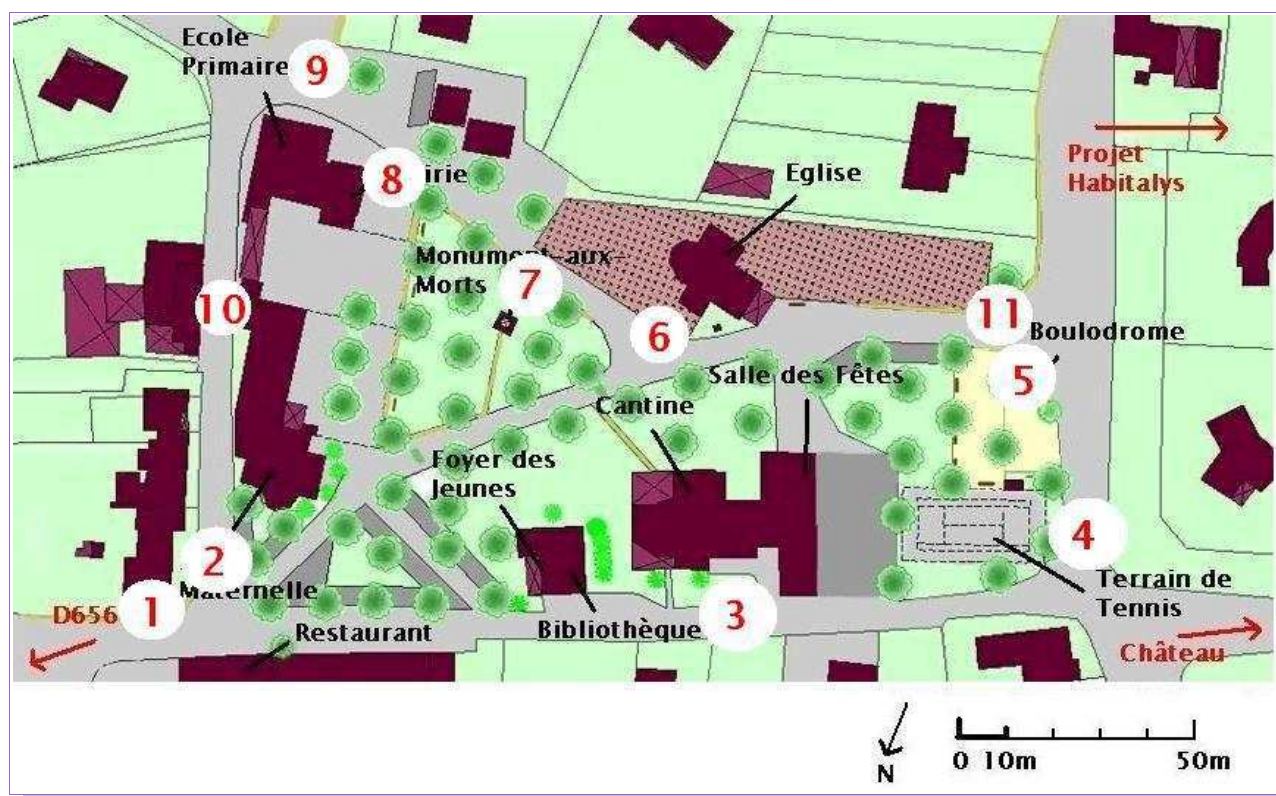 Ecole
Primaire
9
8
irie
Eglise
Projet
Habitalys
Monument-aux-
Morts
7
10
6
11
Boulodrome
5
Salle des Fêtes
Cantine
Foyer des
Jeunes
2
Maternelle
4
1
D656
3
Terrain de
Tennis
Restaurant
Bibliothèque
Château
N
0 10m 50m